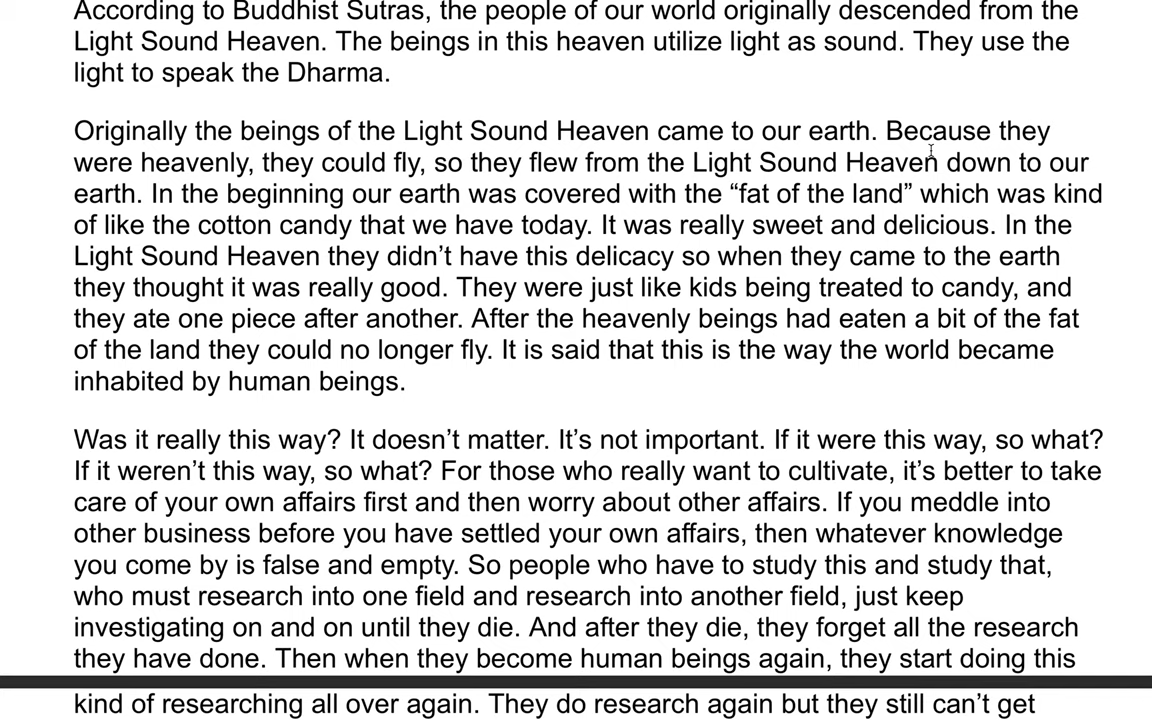 According to Buddhist Sutras, the people of our world originally descended from the
Light Sound Heaven. The beings in this heaven utilize light as sound. They use the
light to speak the Dharma.
Originally the beings of the Light Sound Heaven came to our earth. Because they
were heavenly, they could fly, so they flew from the Light Sound Heaven down to our
earth. In the beginning our earth was covered with the “fat of the land” which was kind
of like the cotton candy that we have today. It was really sweet and delicious. In the
Light Sound Heaven they didn’t have this delicacy so when they came to the earth
they thought it was really good. They were just like kids being treated to candy, and
they ate one piece after another. After the heavenly beings had eaten a bit of the fat
of the land they could no longer fly. It is said that this is the way the world became
inhabited by human beings.
Was it really this way? It doesn’t matter. It’s not important. If it were this way, so what?
If it weren’t this way, so what? For those who really want to cultivate, it’s better to take
care of your own affairs first and then worry about other affairs. If you meddle into
other business before you have settled your own affairs, then whatever knowledge
you come by is false and empty. So people who have to study this and study that,
who must research into one field and research into another field, just keep
investigating on and on until they die. And after they die, they forget all the research
they have done. Then when they become human beings again, they start doing this
kind of researching all over again. They do research again but they still can’t get